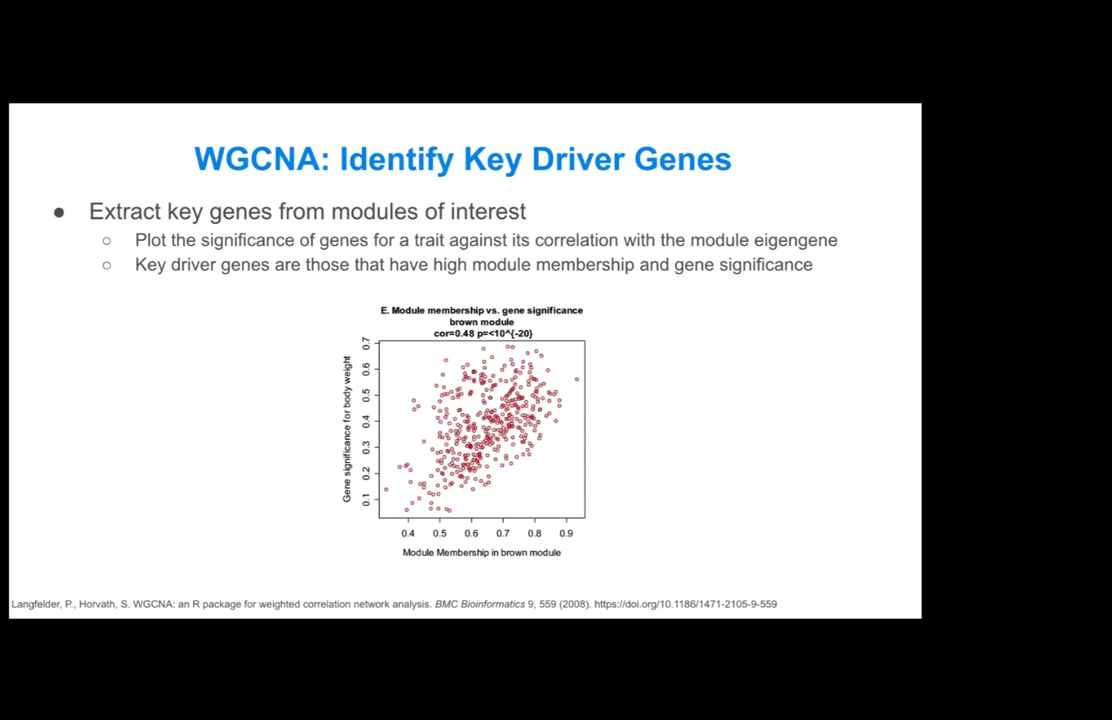 WGCNA: Identify Key Driver Genes
● Extract key genes from modules of interest
○ Plot the significance of genes for a trait against its correlation with the module eigengene
○ Key driver genes are those that have high module membership and gene significance
E. Module membership vs. gene significance
brown module
cor=0.48 p=<10^{-20}
Gene significance for body weight
0.7
0.6
0.5
0.4
0.3
0.2
0.1
0.4 0.5 0.6 0.7 0.8 0.9
Module Membership in brown module
Langfelder, P., Horvath, S. WGCNA: an R package for weighted correlation network analysis. BMC Bioinformatics 9, 559 (2008). https://doi.org/10.1186/1471-2105-9-559